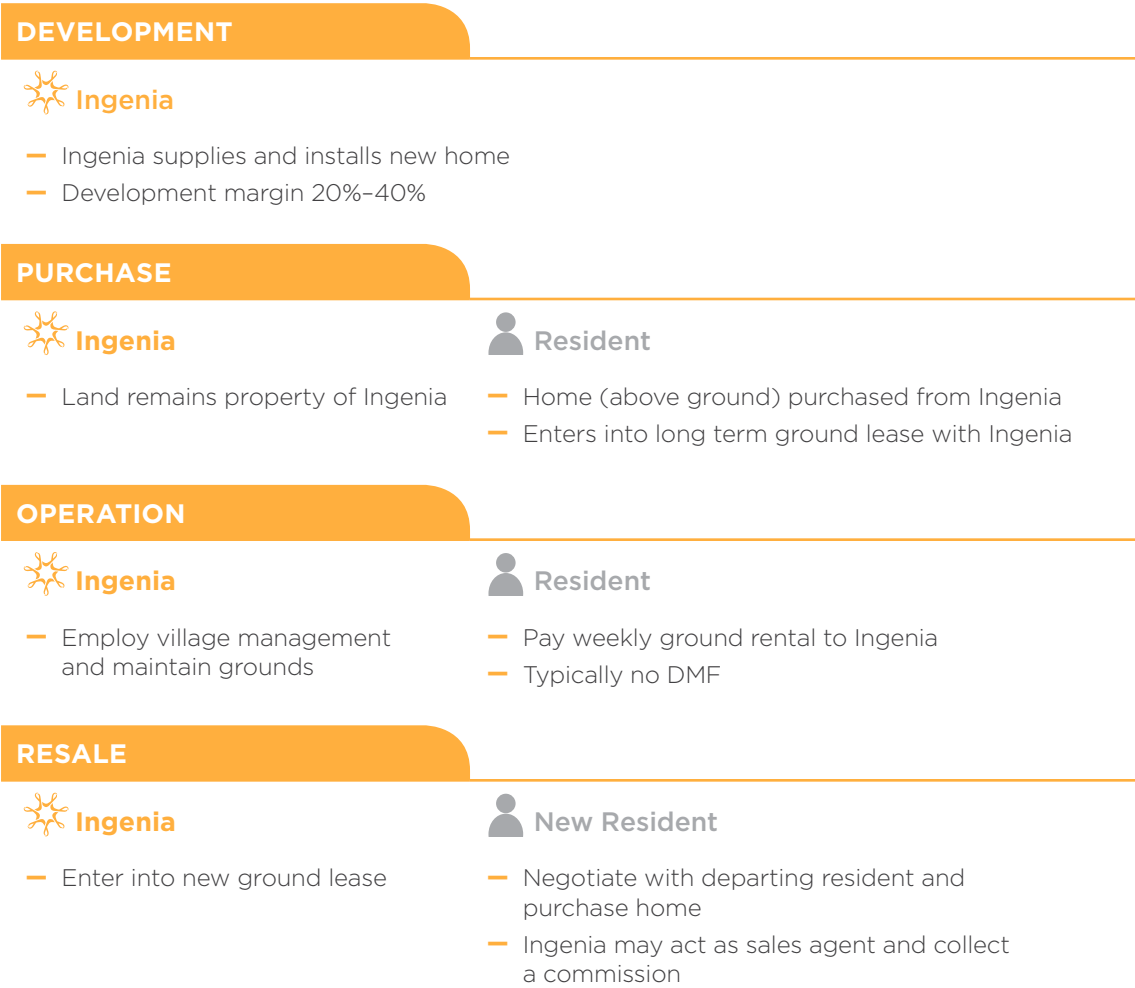 DEVELOPMENT
Ingenia
— Ingenia supplies and installs new home
— Development margin 20%–40%
PURCHASE
Ingenia
— Land remains property of Ingenia
Resident
— Home (above ground) purchased from Ingenia
— Enters into long term ground lease with Ingenia
OPERATION
Ingenia
— Employ village management
and maintain grounds
Resident
— Pay weekly ground rental to Ingenia
— Typically no DMF
RESALE
Ingenia
— Enter into new ground lease
New Resident
— Negotiate with departing resident and
purchase home
— Ingenia may act as sales agent and collect
a commission